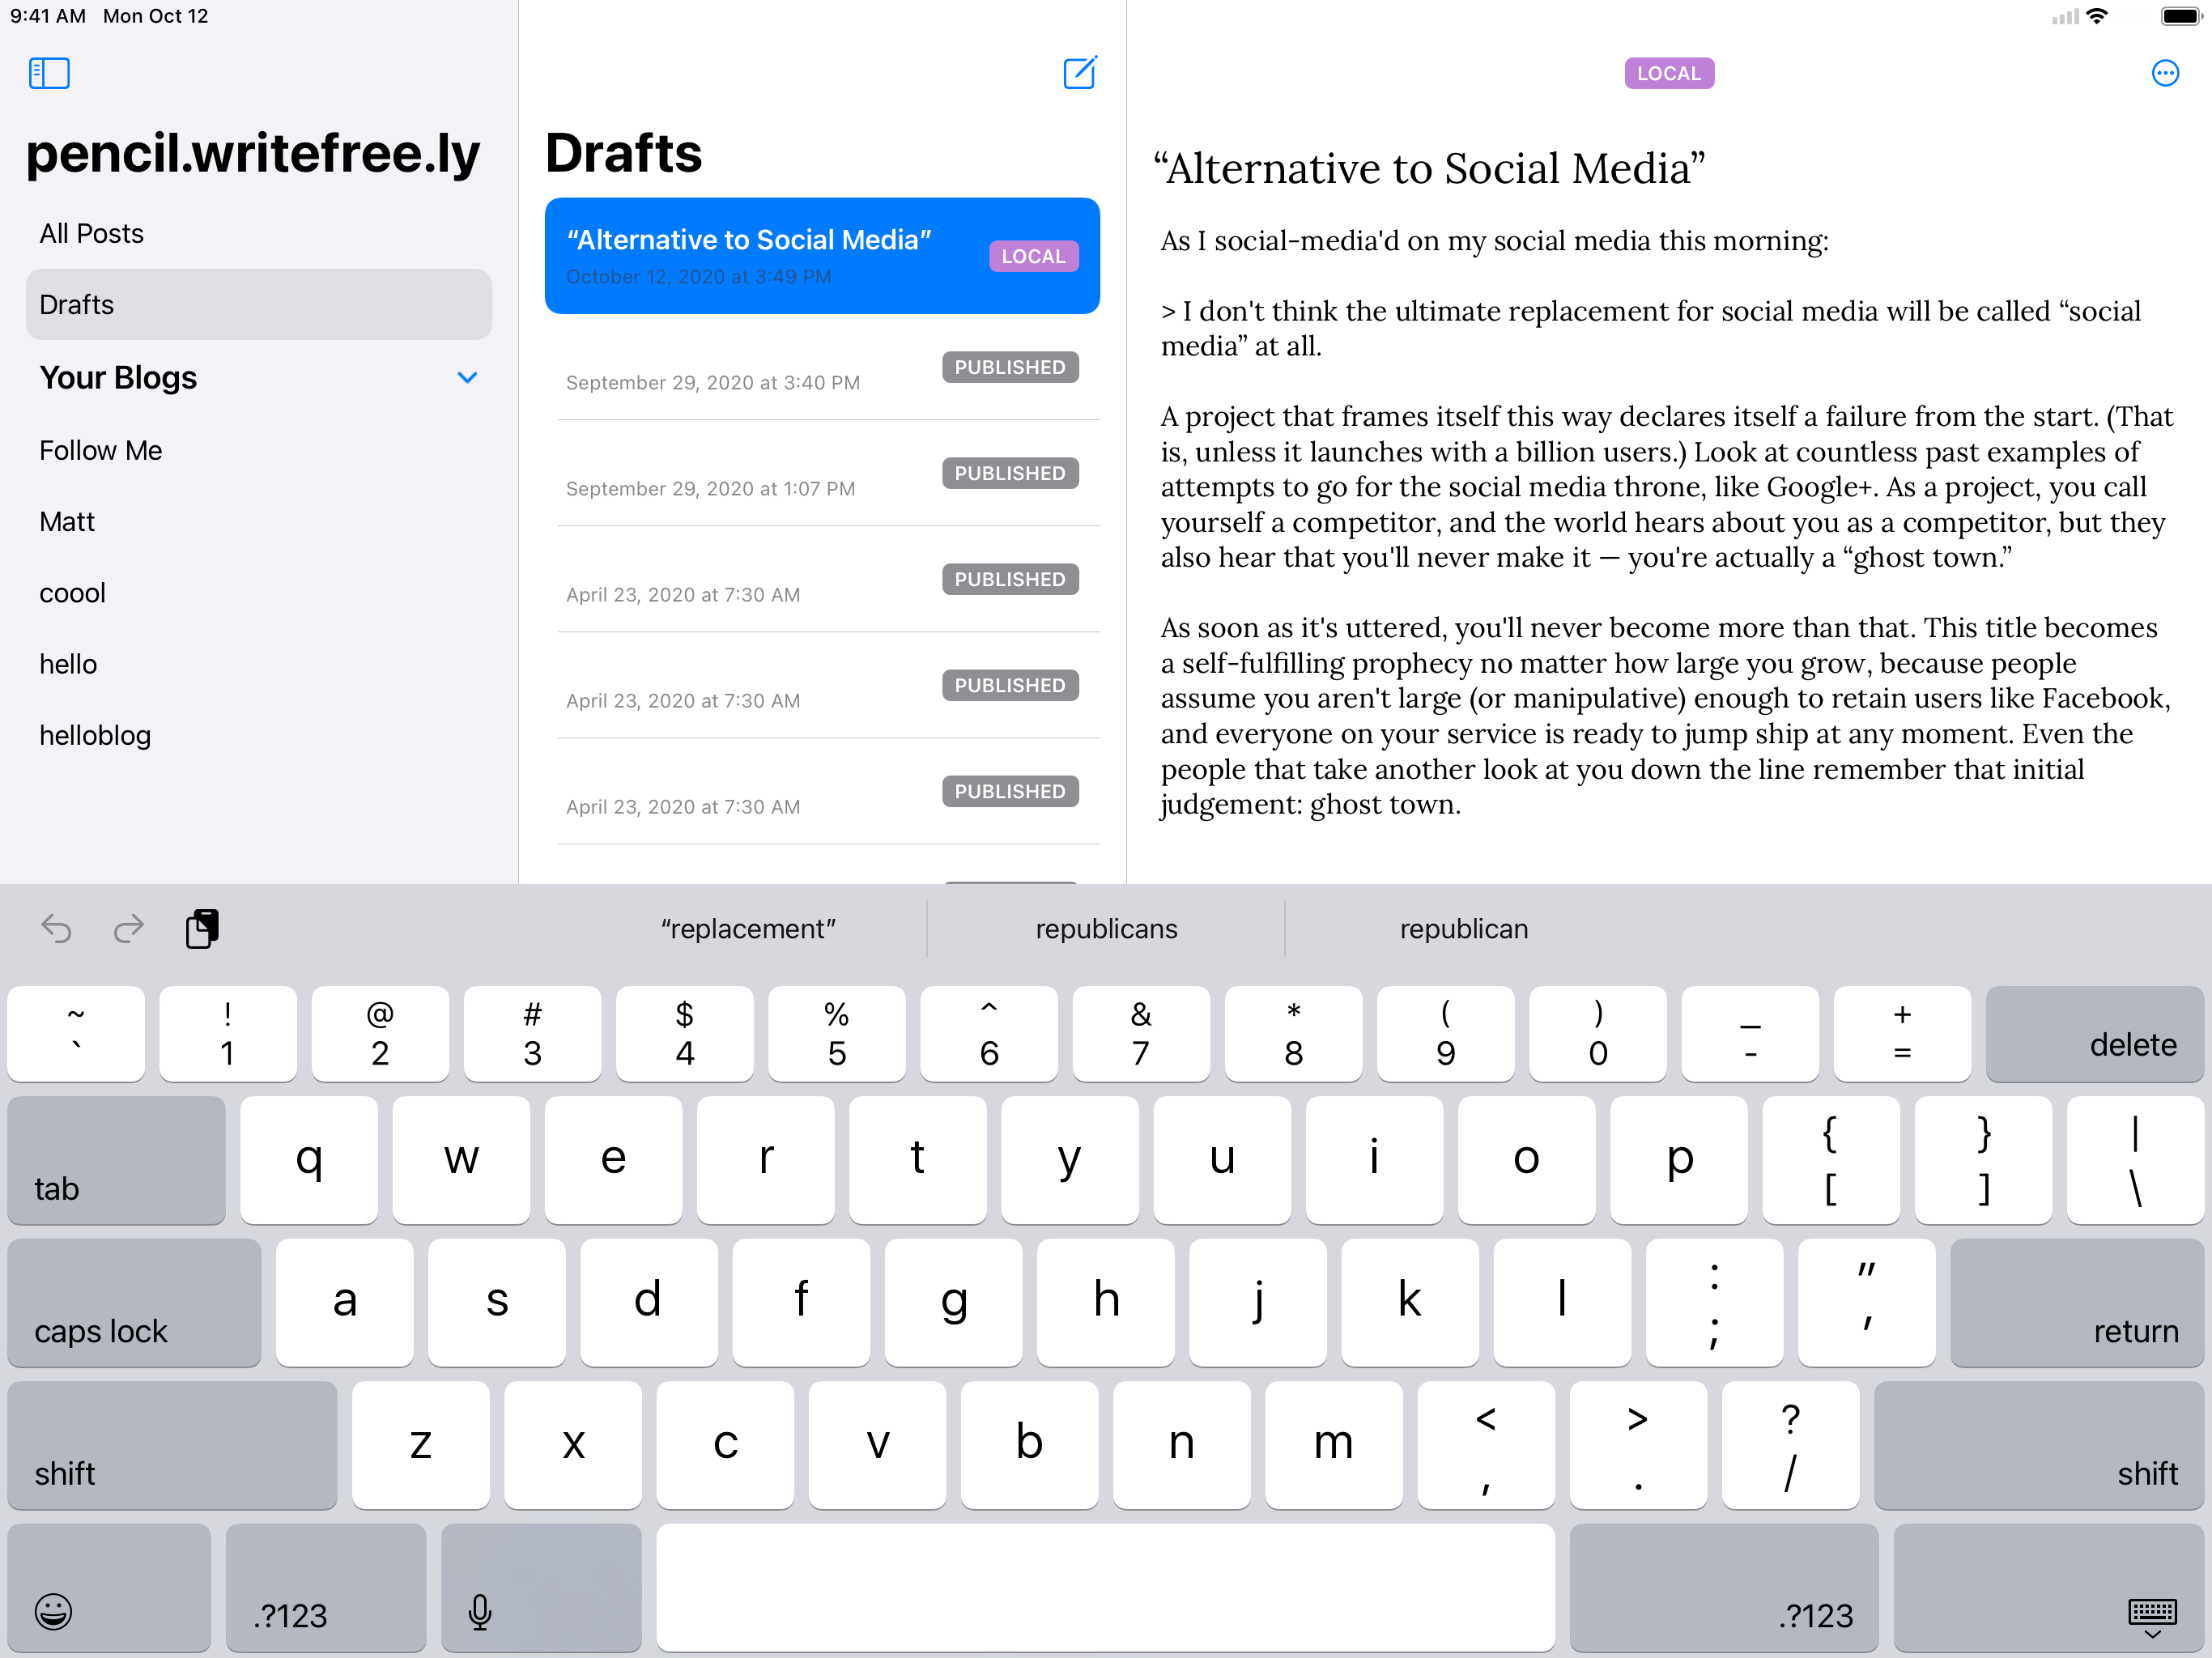 9:41 AM Mon Oct 12
pencil.writefree.ly
All Posts
Drafts
Your Blogs
Follow Me
Matt
coool
hello
helloblog
Drafts
“Alternative to Social Media”
October 12, 2020 at 3:49 PM
LOCAL
September 29, 2020 at 3:40 PM
PUBLISHED
September 29, 2020 at 1:07 PM
PUBLISHED
April 23, 2020 at 7:30 AM
PUBLISHED
April 23, 2020 at 7:30 AM
PUBLISHED
April 23, 2020 at 7:30 AM
PUBLISHED
LOCAL
“Alternative to Social Media”
As I social-media'd on my social media this morning:
> I don't think the ultimate replacement for social media will be called “social
media” at all.
A project that frames itself this way declares itself a failure from the start. (That
is, unless it launches with a billion users.) Look at countless past examples of
attempts to go for the social media throne, like Google+. As a project, you call
yourself a competitor, and the world hears about you as a competitor, but they
also hear that you'll never make it — you're actually a “ghost town.”
As soon as it's uttered, you'll never become more than that. This title becomes
a self-fulfilling prophecy no matter how large you grow, because people
assume you aren't large (or manipulative) enough to retain users like Facebook,
and everyone on your service is ready to jump ship at any moment. Even the
people that take another look at you down the line remember that initial
judgement: ghost town.
“replacement” republicans republican
~ ! @ # $ % ^ & * ( ) _ +
` 1 2 3 4 5 6 7 8 9 0 - = delete
tab q w e r t y u i o p { [ } ] | \
caps lock a s d f g h j k l : ; " ' return
shift z x c v b n m < , > . ? / shift
.?123 .?123